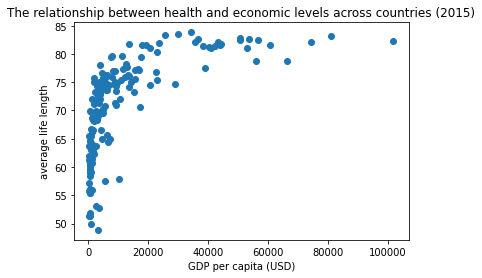 The relationship between health and economic levels across countries (2015)
85
80
75
70
65
60
55
50
average life length
0 20000 40000 60000 80000 100000
GDP per capita (USD)